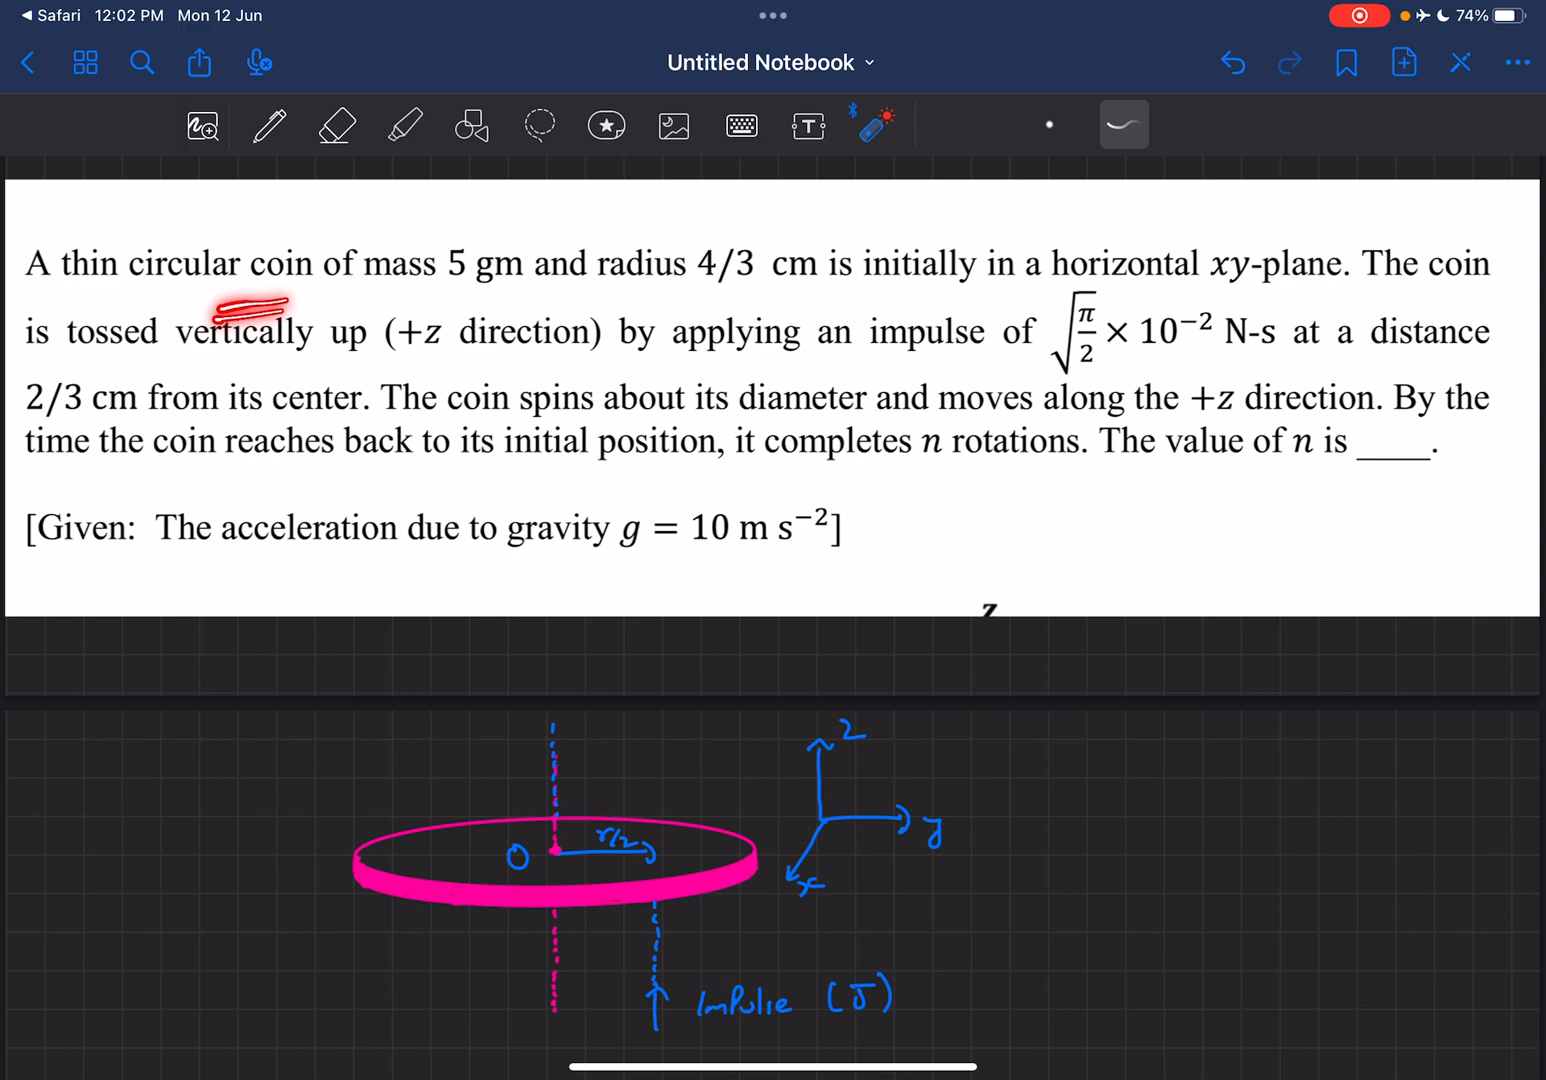 Safari 12:02 PM Mon 12 Jun
74%
Untitled Notebook
T
A thin circular coin of mass 5 gm and radius 4/3 cm is initially in a horizontal xy-plane. The coin
is tossed vertically up (+z direction) by applying an impulse of √(π/2) × 10⁻² N-s at a distance
2/3 cm from its center. The coin spins about its diameter and moves along the +z direction. By the
time the coin reaches back to its initial position, it completes n rotations. The value of n is ____.
[Given: The acceleration due to gravity g = 10 m s⁻²]
z
z
O r/2
y
x
Impulse (J)